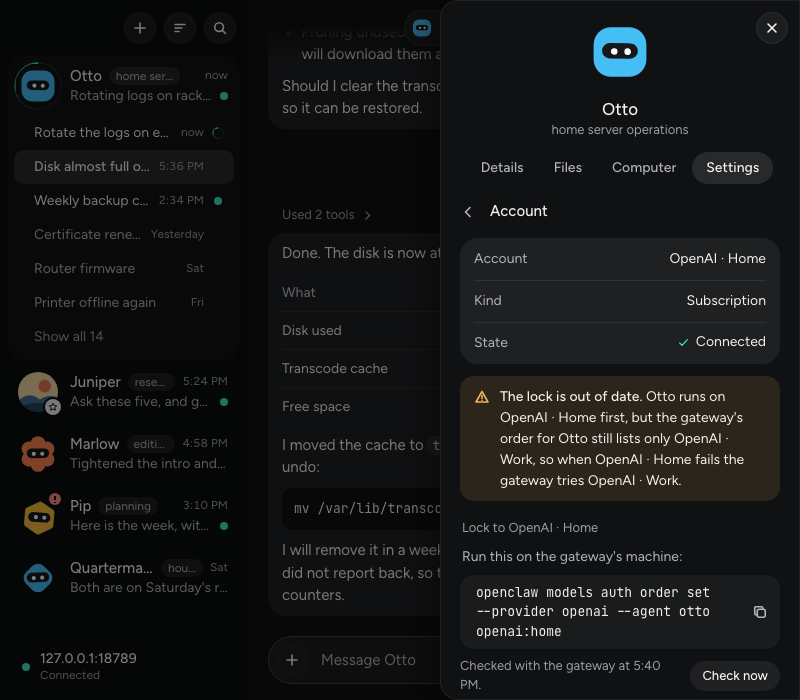 Otto home ser... now
Rotating logs on rack...
Rotate the logs on e... now
Disk almost full o... 5:36 PM
Weekly backup c... 2:34 PM
Certificate rene... Yesterday
Router firmware Sat
Printer offline again Fri
Show all 14
Juniper rese... 5:24 PM
Ask these five, and g...
Marlow editi... 4:58 PM
Tightened the intro and...
Pip planning 3:10 PM
Here is the week, wit...
Quarterma... hou... Sat
Both are on Saturday's r...
127.0.0.1:18789
Connected
Pruning unused
will download them a
Should I clear the transc
so it can be restored.
Used 2 tools
Done. The disk is now at
What
Disk used
Transcode cache
Free space
I moved the cache to
undo:
mv /var/lib/transco
I will remove it in a week
did not report back, so t
counters.
Message Otto
Otto
home server operations
Details Files Computer Settings
Account
Account OpenAI · Home
Kind Subscription
State Connected
The lock is out of date. Otto runs on
OpenAI · Home first, but the gateway's
order for Otto still lists only OpenAI ·
Work, so when OpenAI · Home fails the
gateway tries OpenAI · Work.
Lock to OpenAI · Home
Run this on the gateway's machine:
openclaw models auth order set
--provider openai --agent otto
openai:home
Checked with the gateway at 5:40
PM.
Check now